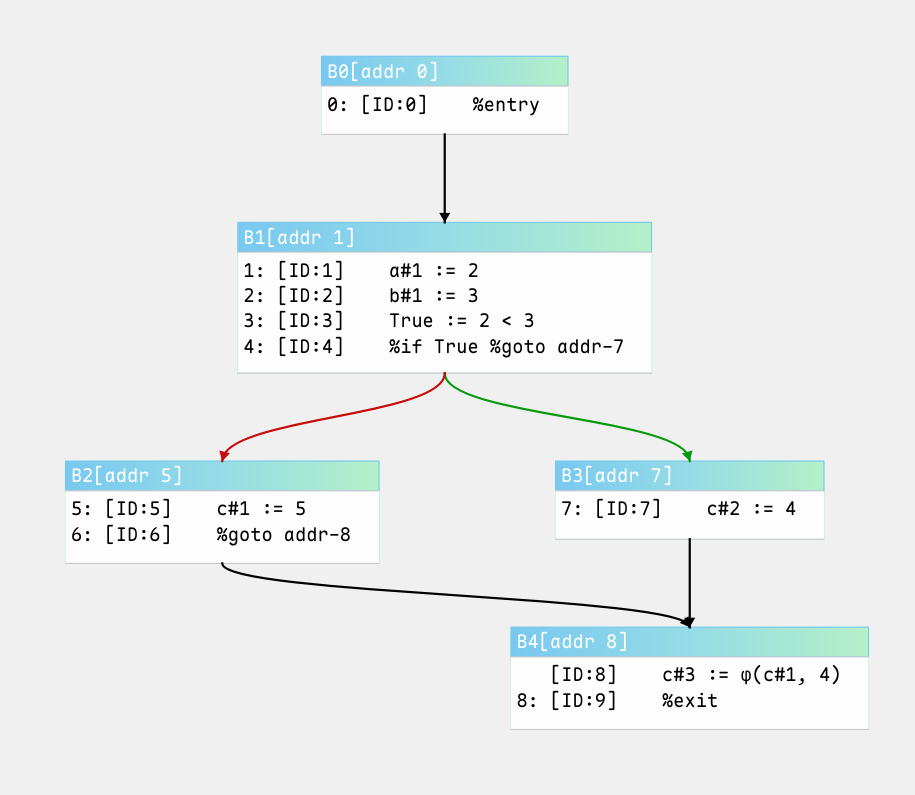 B0[addr 0]
0: [ID:0]    %entry
B1[addr 1]
1: [ID:1]    a#1 := 2
2: [ID:2]    b#1 := 3
3: [ID:3]    True := 2 < 3
4: [ID:4]    %if True %goto addr-7
B2[addr 5]
5: [ID:5]    c#1 := 5
6: [ID:6]    %goto addr-8
B3[addr 7]
7: [ID:7]    c#2 := 4
B4[addr 8]
[ID:8]    c#3 := φ(c#1, 4)
8: [ID:9]    %exit